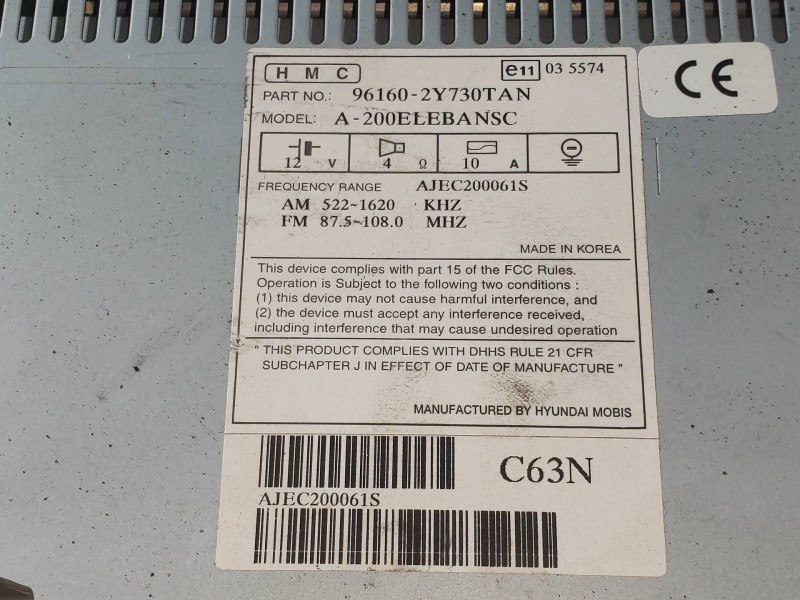 HMC
e11 03 5574
CE
PART NO.: 96160-2Y730TAN
MODEL: A-200ELEBANSC
12 V 4 Ω 10 A
FREQUENCY RANGE AJEC200061S
AM 522~1620 KHZ
FM 87.5~108.0 MHZ
MADE IN KOREA
This device complies with part 15 of the FCC Rules.
Operation is Subject to the following two conditions :
(1) this device may not cause harmful interference, and
(2) the device must accept any interference received,
including interference that may cause undesired operation
" THIS PRODUCT COMPLIES WITH DHHS RULE 21 CFR
SUBCHAPTER J IN EFFECT OF DATE OF MANUFACTURE "
MANUFACTURED BY HYUNDAI MOBIS
C63N
AJEC200061S